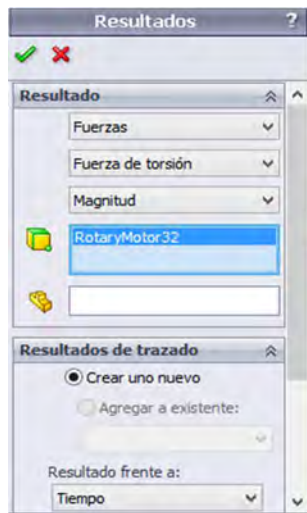 Resultados ?
Resultado
Fuerzas
Fuerza de torsión
Magnitud
RotaryMotor32
Resultados de trazado
Crear uno nuevo
Agregar a existente:
Resultado frente a:
Tiempo